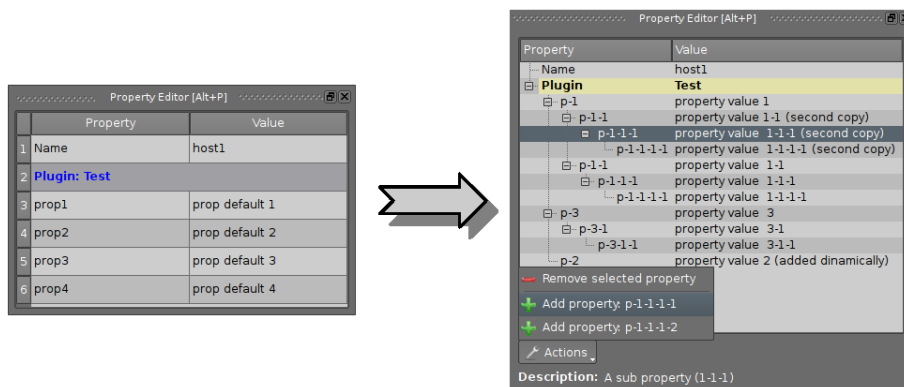 Property Editor [Alt+P]
Property Value
1 Name host1
2 Plugin: Test
3 prop1 prop default 1
4 prop2 prop default 2
5 prop3 prop default 3
6 prop4 prop default 4
Property Editor [Alt+P]
Property Value
Name host1
Plugin Test
p-1 property value 1
p-1-1 property value 1-1 (second copy)
p-1-1-1 property value 1-1-1 (second copy)
p-1-1-1-1 property value 1-1-1-1 (second copy)
p-1-1 property value 1-1
p-1-1-1 property value 1-1-1
p-1-1-1-1 property value 1-1-1-1
p-3 property value 3
p-3-1 property value 3-1
p-3-1-1 property value 3-1-1
p-2 property value 2 (added dinamically)
Remove selected property
Add property: p-1-1-1-1
Add property: p-1-1-1-2
Actions
Description: A sub property (1-1-1)